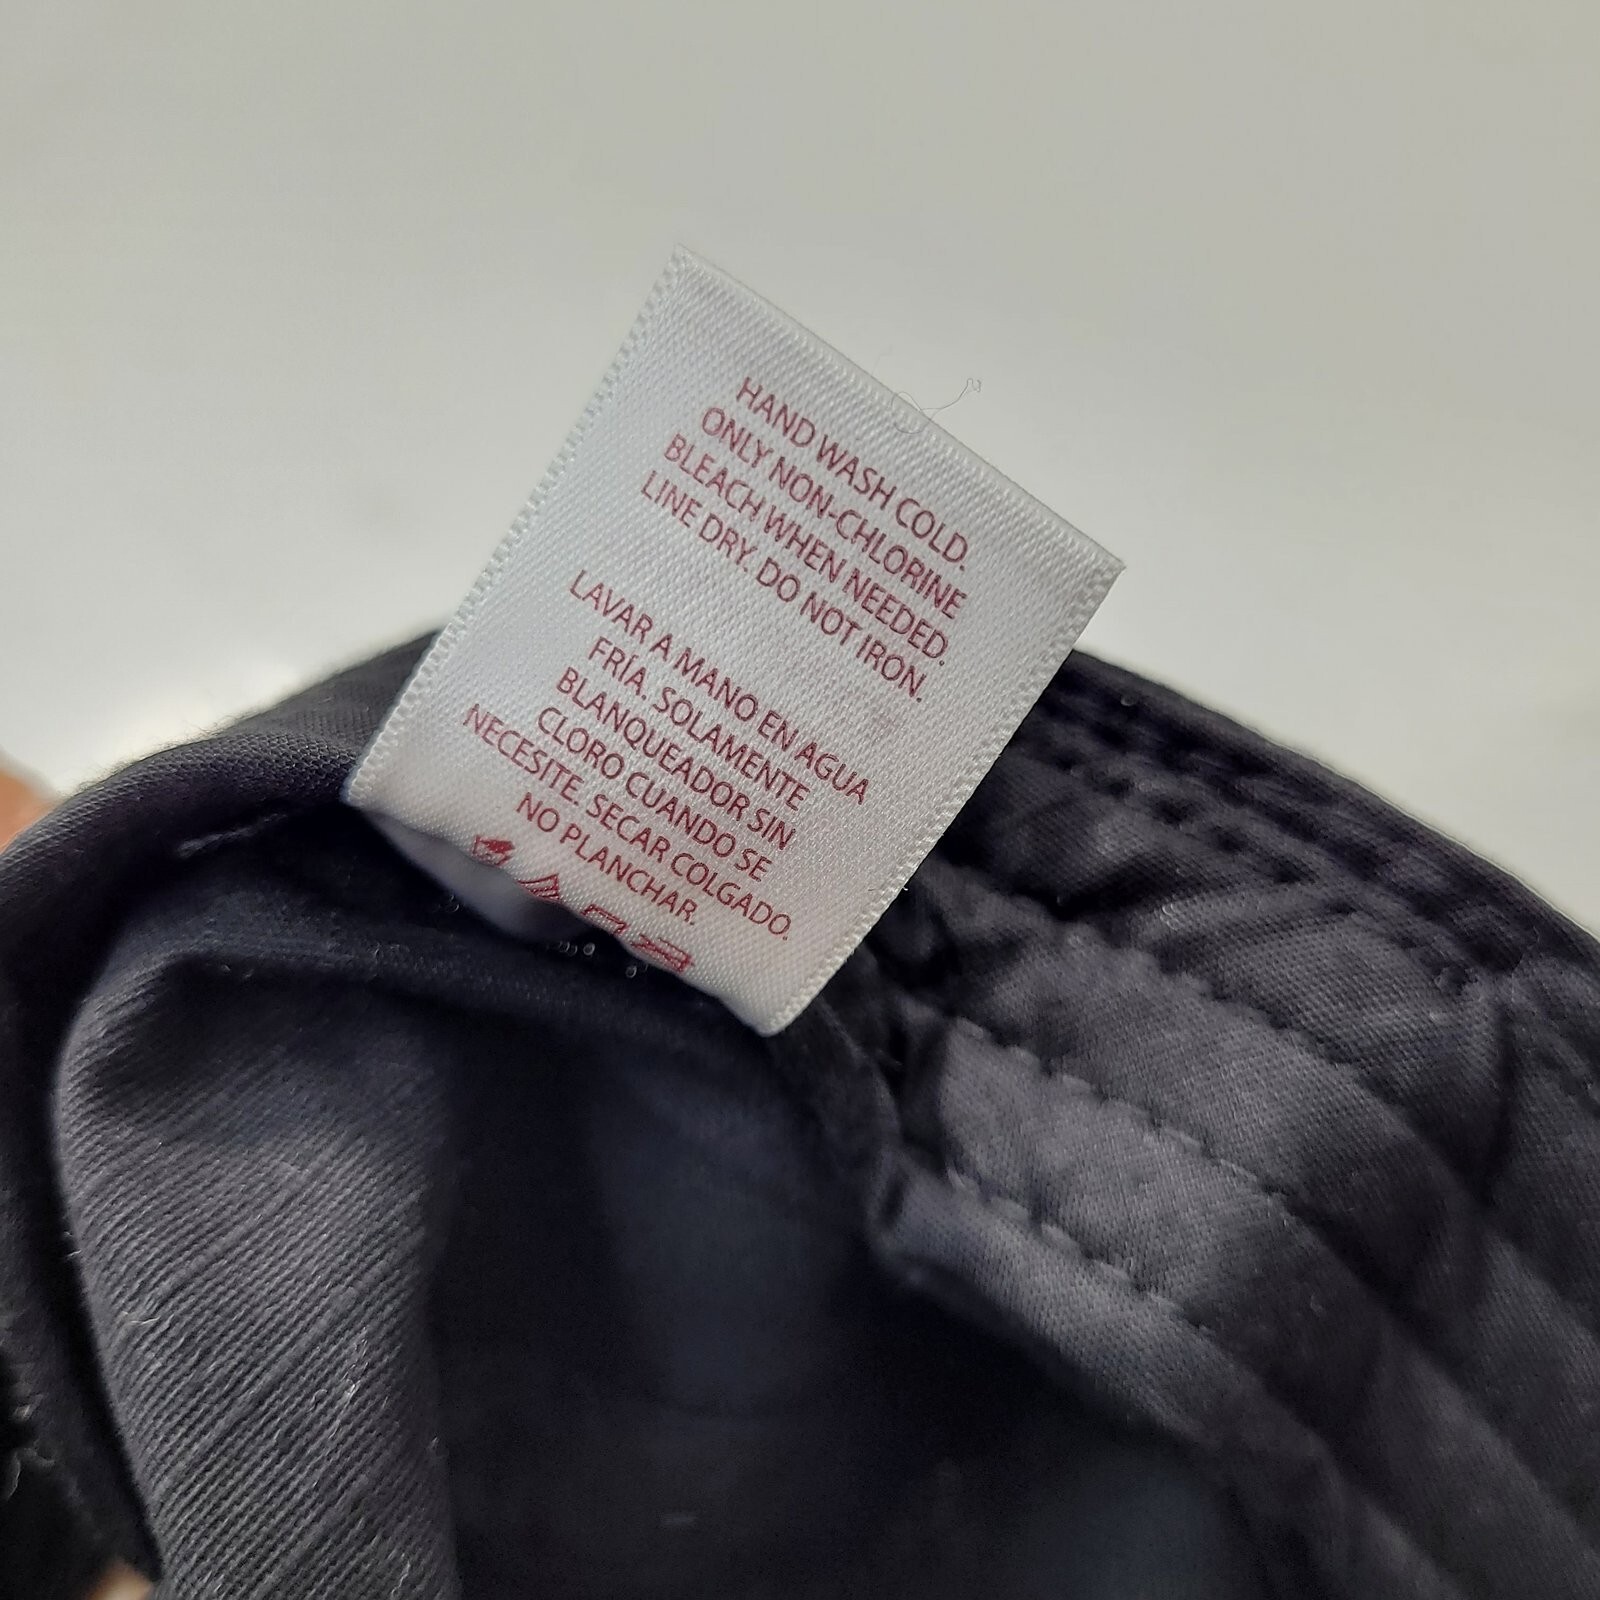 HAND WASH COLD.
ONLY NON-CHLORINE
BLEACH WHEN NEEDED.
LINE DRY. DO NOT IRON.
LAVAR A MANO EN AGUA
FRÍA. SOLAMENTE
BLANQUEADOR SIN
CLORO CUANDO SE
NECESITE. SECAR COLGADO.
NO PLANCHAR.